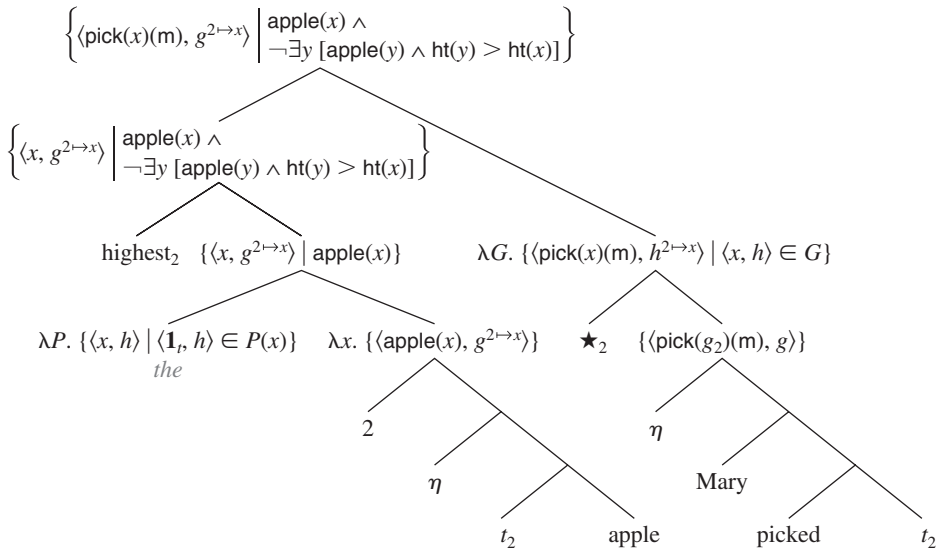 {⟨pick(x)(m), g^{2↦x}⟩ | apple(x) ∧
¬∃y [apple(y) ∧ ht(y) > ht(x)]}
{⟨x, g^{2↦x}⟩ | apple(x) ∧
¬∃y [apple(y) ∧ ht(y) > ht(x)]}
highest₂ {⟨x, g^{2↦x}⟩ | apple(x)} λG. {⟨pick(x)(m), h^{2↦x}⟩ | ⟨x, h⟩ ∈ G}
λP. {⟨x, h⟩ | ⟨𝟏ₜ, h⟩ ∈ P(x)} λx. {⟨apple(x), g^{2↦x}⟩} ★₂ {⟨pick(g₂)(m), g⟩}
the
2 η
η Mary
t₂ apple picked t₂